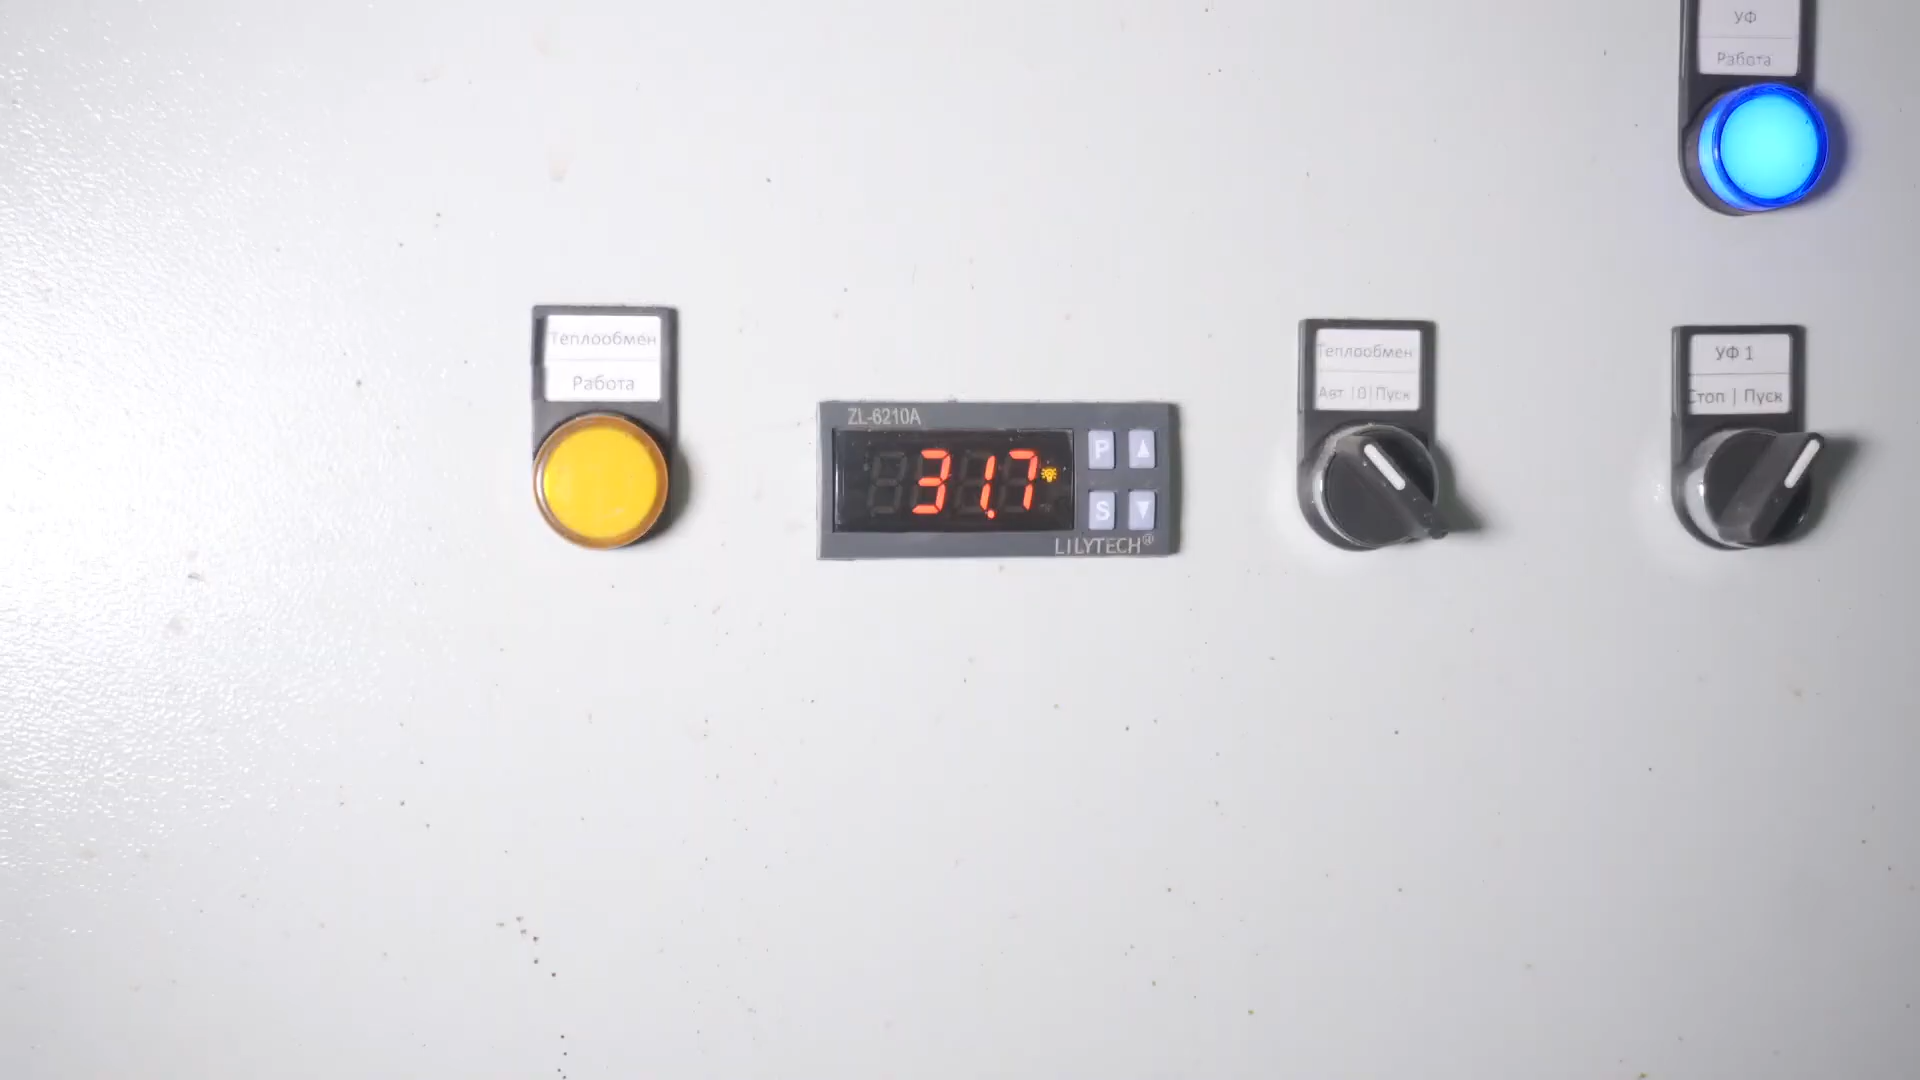 УФ
Работа
Теплообмен
Работа
ZL-6210A
31.7
P
S
LILYTECH®
Теплообмен
Авт |0| Пуск
УФ 1
Стоп | Пуск